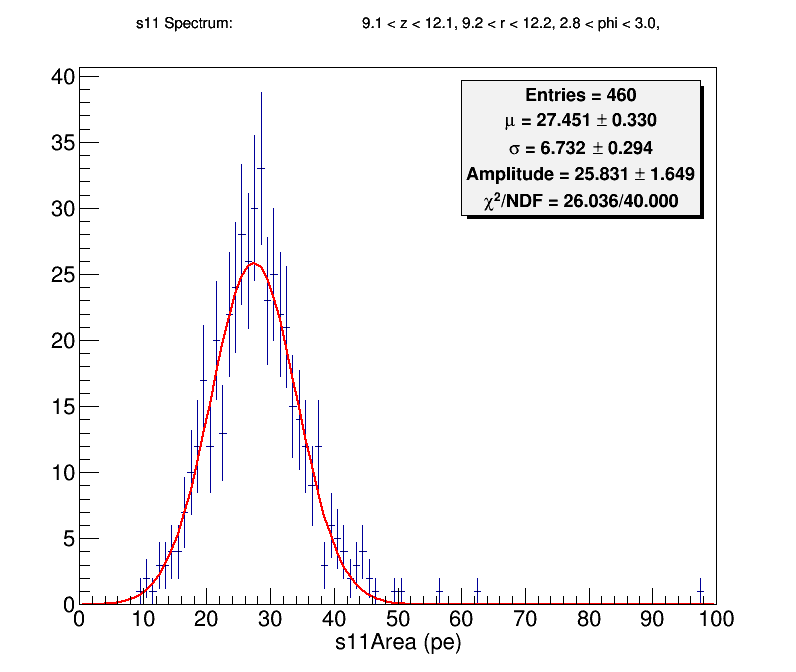 s11 Spectrum: 9.1 < z < 12.1, 9.2 < r < 12.2, 2.8 < phi < 3.0,
Entries = 460
μ = 27.451 ± 0.330
σ = 6.732 ± 0.294
Amplitude = 25.831 ± 1.649
χ²/NDF = 26.036/40.000
40
35
30
25
20
15
10
5
0
0 10 20 30 40 50 60 70 80 90 100
s11Area (pe)